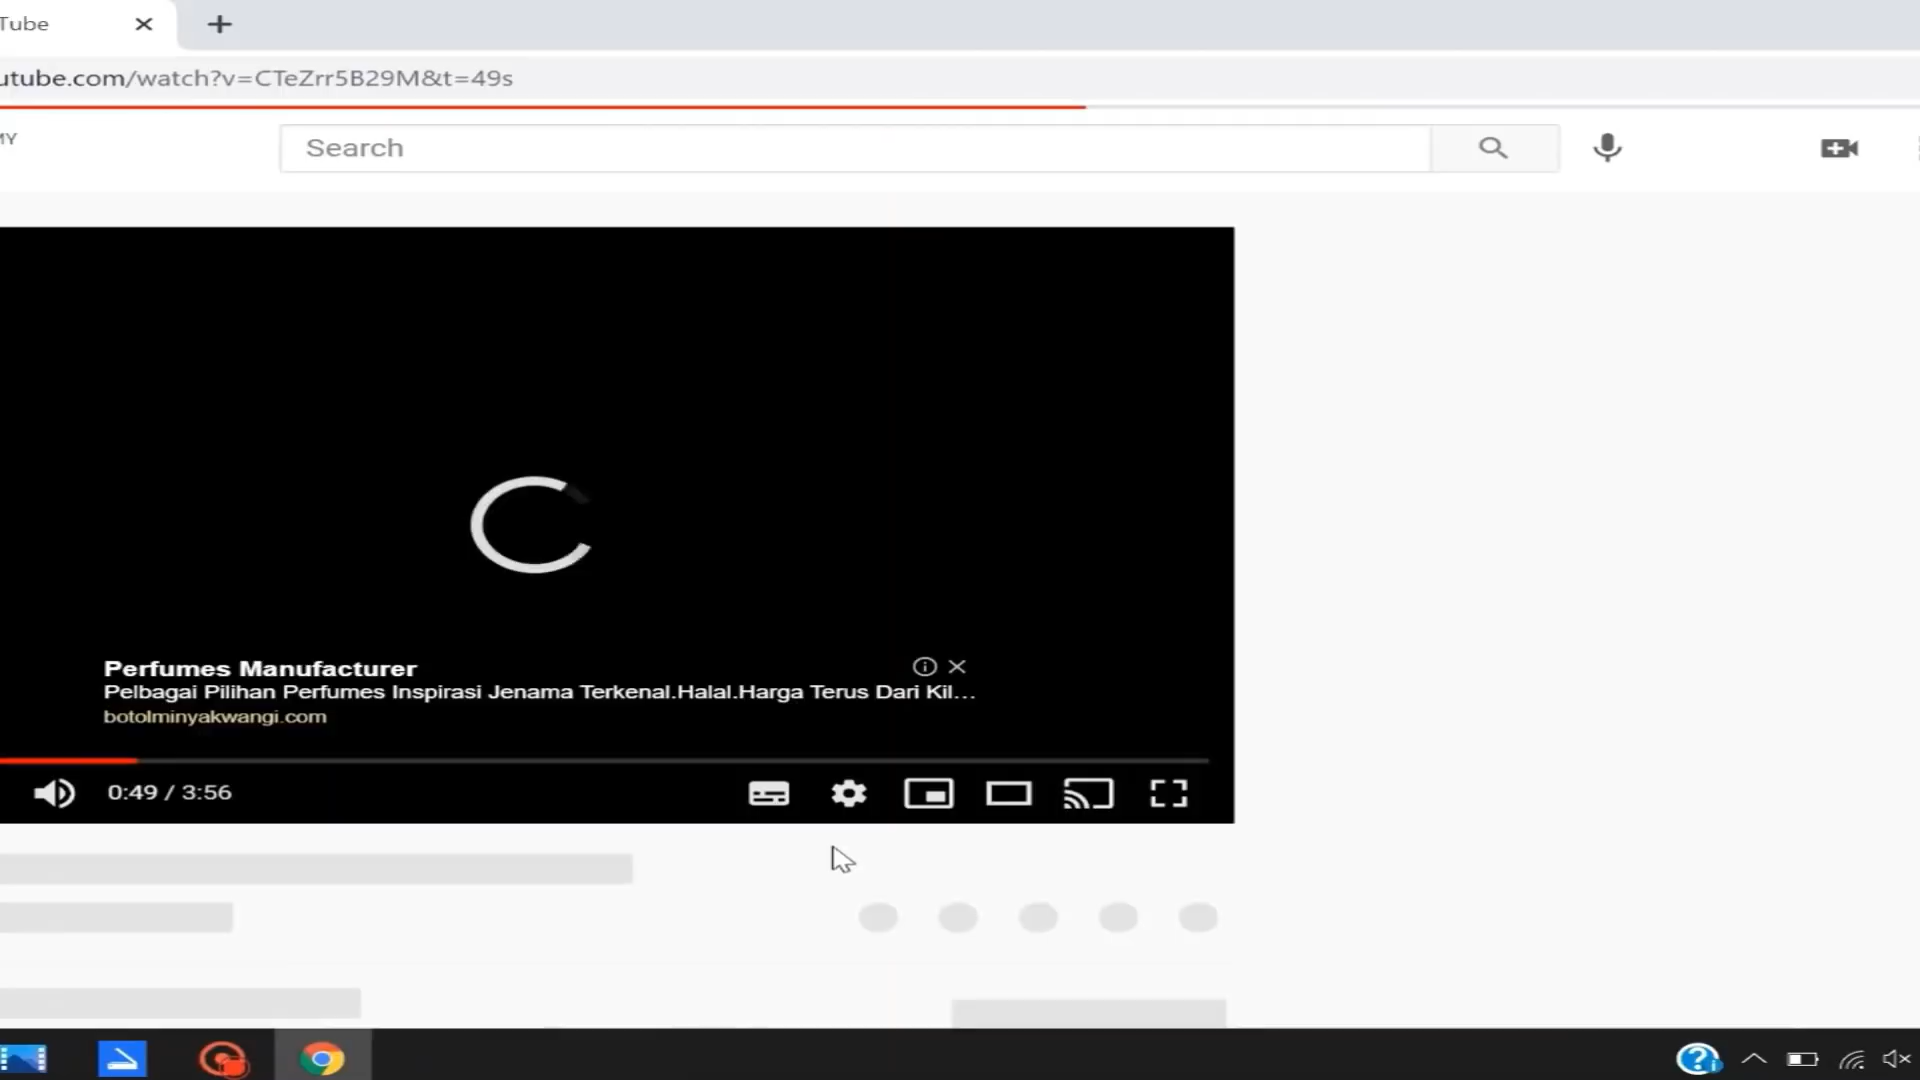 Tube
utube.com/watch?v=CTeZrr5B29M&t=49s
MY
Search
Perfumes Manufacturer
Pelbagai Pilihan Perfumes Inspirasi Jenama Terkenal.Halal.Harga Terus Dari Kil...
botolminyakwangi.com
0:49 / 3:56